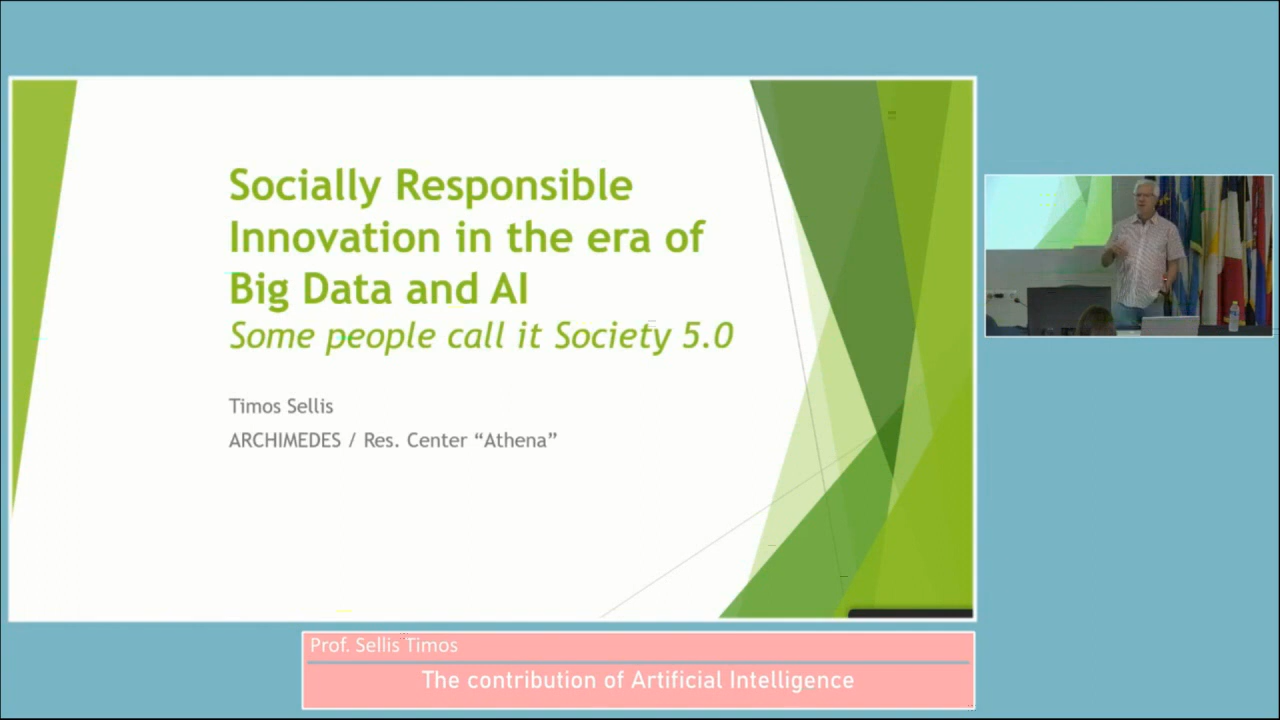 Socially Responsible
Innovation in the era of
Big Data and AI
Some people call it Society 5.0
Timos Sellis
ARCHIMEDES / Res. Center “Athena”
Prof. Sellis Timos
The contribution of Artificial Intelligence